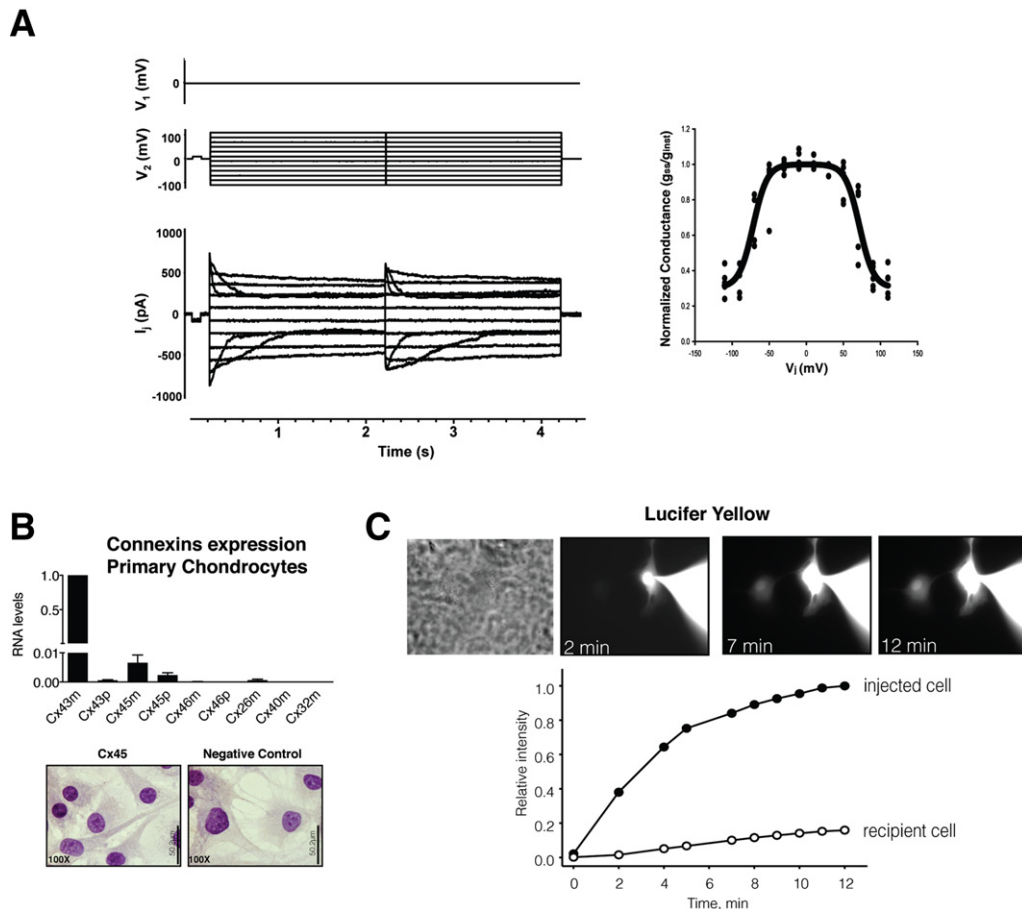 A
V1 (mV)
0
V2 (mV)
100
0
-100
Ij (pA)
1000
500
0
-500
-1000
1 2 3 4
Time (s)
Normalized Conductance (gss/ginst)
1.2
1.0
0.8
0.6
0.4
0.2
0.0
-150 -100 -50 0 50 100 150
Vj (mV)
B
Connexins expression
Primary Chondrocytes
RNA levels
1.0
0.5
0.01
0.00
Cx43m Cx43p Cx45m Cx45p Cx46m Cx46p Cx26m Cx40m Cx32m
Cx45 Negative Control
100X 50.2µm 100X 50.2µm
C
Lucifer Yellow
2 min 7 min 12 min
Relative intensity
1.0
0.8
0.6
0.4
0.2
0.0
injected cell
recipient cell
0 2 4 6 8 10 12
Time, min